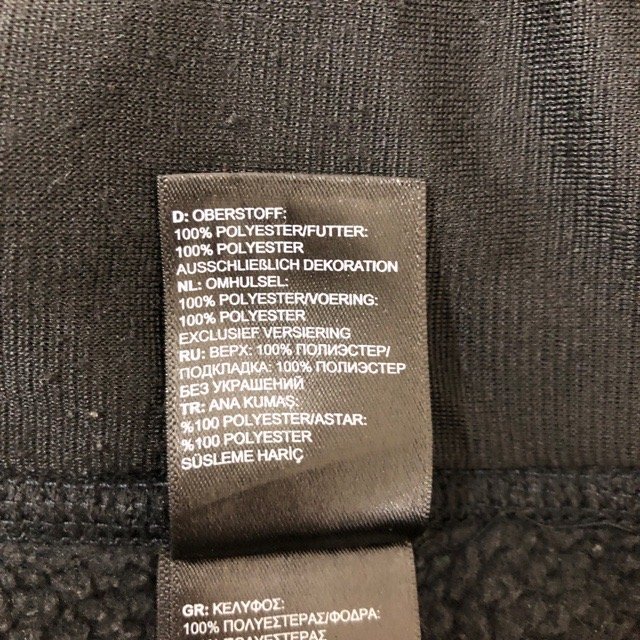 D: OBERSTOFF:
100% POLYESTER/FUTTER:
100% POLYESTER
AUSSCHLIEßLICH DEKORATION
NL: OMHULSEL:
100% POLYESTER/VOERING:
100% POLYESTER
EXCLUSIEF VERSIERING
RU: ВЕРХ: 100% ПОЛИЭСТЕР/
ПОДКЛАДКА: 100% ПОЛИЭСТЕР
БЕЗ УКРАШЕНИЙ
TR: ANA KUMAŞ:
%100 POLYESTER/ASTAR:
%100 POLYESTER
SÜSLEME HARİÇ
GR: ΚΕΛΥΦΟΣ:
100% ΠΟΛΥΕΣΤΕΡΑΣ/ΦΟΔΡΑ:
100% ΠΟΛΥΕΣΤΕΡΑΣ